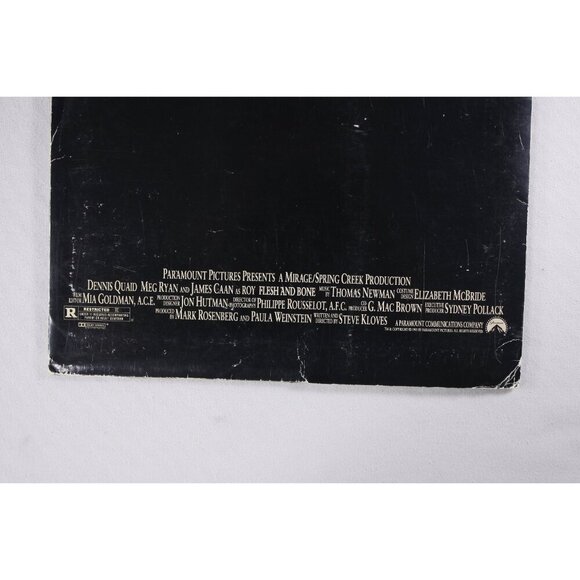 PARAMOUNT PICTURES PRESENTS A MIRAGE/SPRING CREEK PRODUCTION
DENNIS QUAID MEG RYAN AND JAMES CAAN AS ROY FLESH AND BONE MUSIC BY THOMAS NEWMAN COSTUME DESIGN ELIZABETH MCBRIDE
FILM EDITOR MIA GOLDMAN, A.C.E. PRODUCTION DESIGNER JON HUTMAN DIRECTOR OF PHOTOGRAPHY PHILIPPE ROUSSELOT, A.F.C. CO-PRODUCER G. MAC BROWN EXECUTIVE PRODUCER SYDNEY POLLACK
PRODUCED BY MARK ROSENBERG AND PAULA WEINSTEIN WRITTEN AND DIRECTED BY STEVE KLOVES A PARAMOUNT COMMUNICATIONS COMPANY
R RESTRICTED